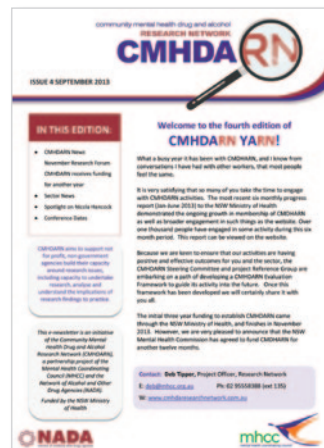 community mental health drug and alcohol
RESEARCH NETWORK
CMHDARN
ISSUE 4 SEPTEMBER 2013
IN THIS EDITION:
• CMHDARN News
November Research Forum
CMHDARN receives funding
for another year
• Sector News
• Spotlight on Nicola Hancock
• Conference Dates
CMHDARN aims to support not
for profit, non government
agencies build their capacity
around research issues,
including capacity to undertake
research, analyse and
understand the implications of
research findings to practice.
This e-newsletter is an initiative
of the Community Mental
Health Drug and Alcohol
Research Network (CMHDARN),
a partnership project of the
Mental Health Coordinating
Council (MHCC) and the
Network of Alcohol and Other
Drug Agencies (NADA).
Funded by the NSW Ministry
of Health
Welcome to the fourth edition of
CMHDARN YARN!
What a busy year it has been with CMDHARN, and I know from
conversations I have had with other workers, that most people
feel the same.
It is very satisfying that so many of you take the time to engage
with CMDHARN activities. The most recent six monthly progress
report (Jan-June 2013) to the NSW Ministry of Health
demonstrated the ongoing growth in membership of CMDHARN
as well as broader engagement in such things as the website. Over
one thousand people have engaged in some activity during this six
month period. This report can be viewed on the website.
Because we are keen to ensure that our activities are having
positive and effective outcomes for you and the sector, the
CMHDARN Steering Committee and project Reference Group are
embarking on a path of developing a CMHDARN Evaluation
Framework to guide its activity into the future. Once this
framework has been developed we will certainly share it with
you all.
The initial three year funding to establish CMHDARN came
through the NSW Ministry of Health, and finishes in November
2013. However, we are very pleased to announce that the NSW
Mental Health Commission has agreed to fund CMHDARN for
another twelve months.
Contact: Deb Tipper, Project Officer, Research Network
E: deb@mhcc.org.au Ph: 02 95558388 (ext 135)
W: www.cmhdaresearchnetwork.com.au
NADA
mhcc